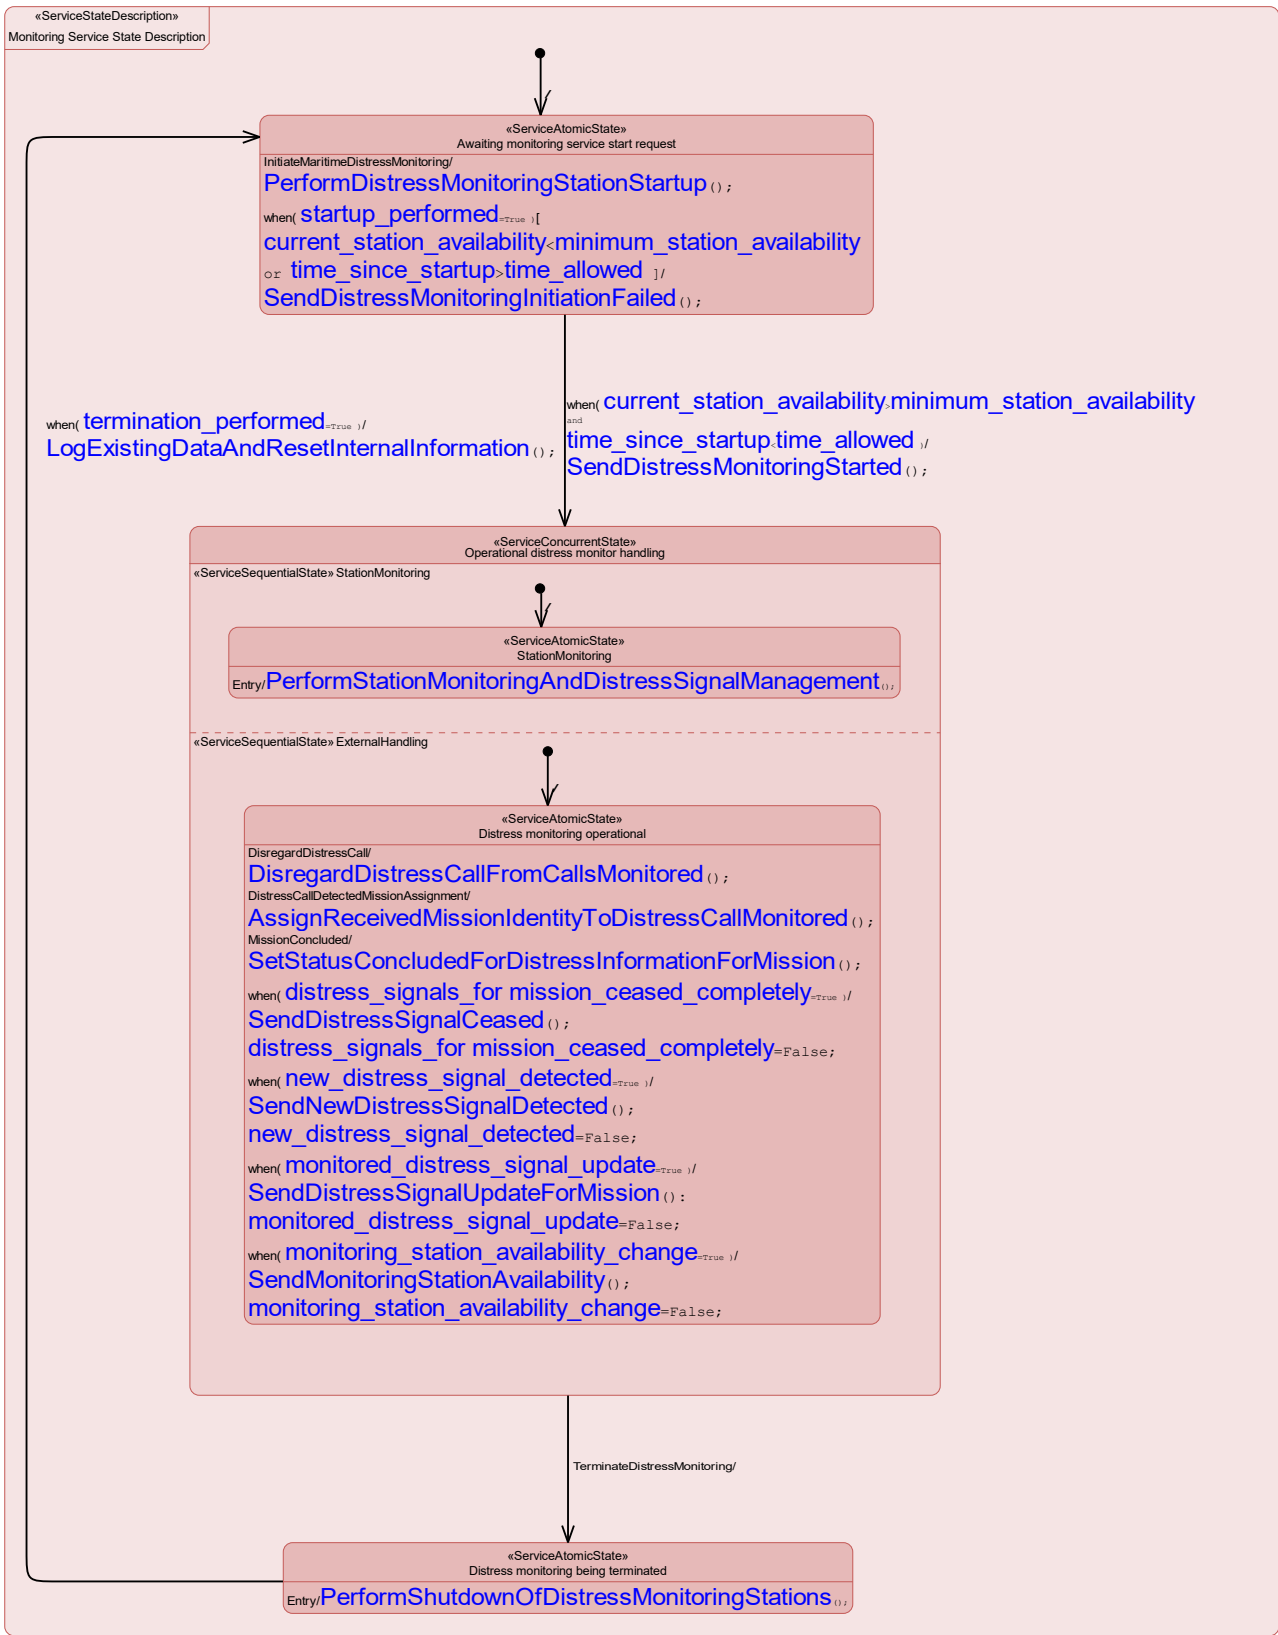 «ServiceStateDescription»
Monitoring Service State Description
/
«ServiceAtomicState»
Awaiting monitoring service start request
InitiateMaritimeDistressMonitoring/
PerformDistressMonitoringStationStartup();
when( startup_performed=True )[
current_station_availability<minimum_station_availability
or time_since_startup>time_allowed ]/
SendDistressMonitoringInitiationFailed();
when( termination_performed=True )/
LogExistingDataAndResetInternalInformation();
when( current_station_availability>minimum_station_availability
and
time_since_startup<time_allowed )/
SendDistressMonitoringStarted();
«ServiceConcurrentState»
Operational distress monitor handling
«ServiceSequentialState» StationMonitoring
/
«ServiceAtomicState»
StationMonitoring
Entry/PerformStationMonitoringAndDistressSignalManagement();
«ServiceSequentialState» ExternalHandling
/
«ServiceAtomicState»
Distress monitoring operational
DisregardDistressCall/
DisregardDistressCallFromCallsMonitored();
DistressCallDetectedMissionAssignment/
AssignReceivedMissionIdentityToDistressCallMonitored();
MissionConcluded/
SetStatusConcludedForDistressInformationForMission();
when( distress_signals_for mission_ceased_completely=True )/
SendDistressSignalCeased();
distress_signals_for mission_ceased_completely=False;
when( new_distress_signal_detected=True )/
SendNewDistressSignalDetected();
new_distress_signal_detected=False;
when( monitored_distress_signal_update=True )/
SendDistressSignalUpdateForMission():
monitored_distress_signal_update=False;
when( monitoring_station_availability_change=True )/
SendMonitoringStationAvailability();
monitoring_station_availability_change=False;
TerminateDistressMonitoring/
«ServiceAtomicState»
Distress monitoring being terminated
Entry/PerformShutdownOfDistressMonitoringStations();